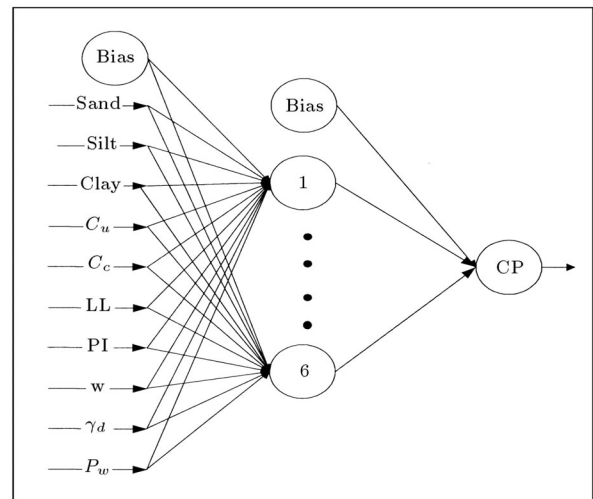 Bias
Sand
Silt
Clay
C_u
C_c
LL
PI
w
γ_d
P_w
Bias
1
6
CP